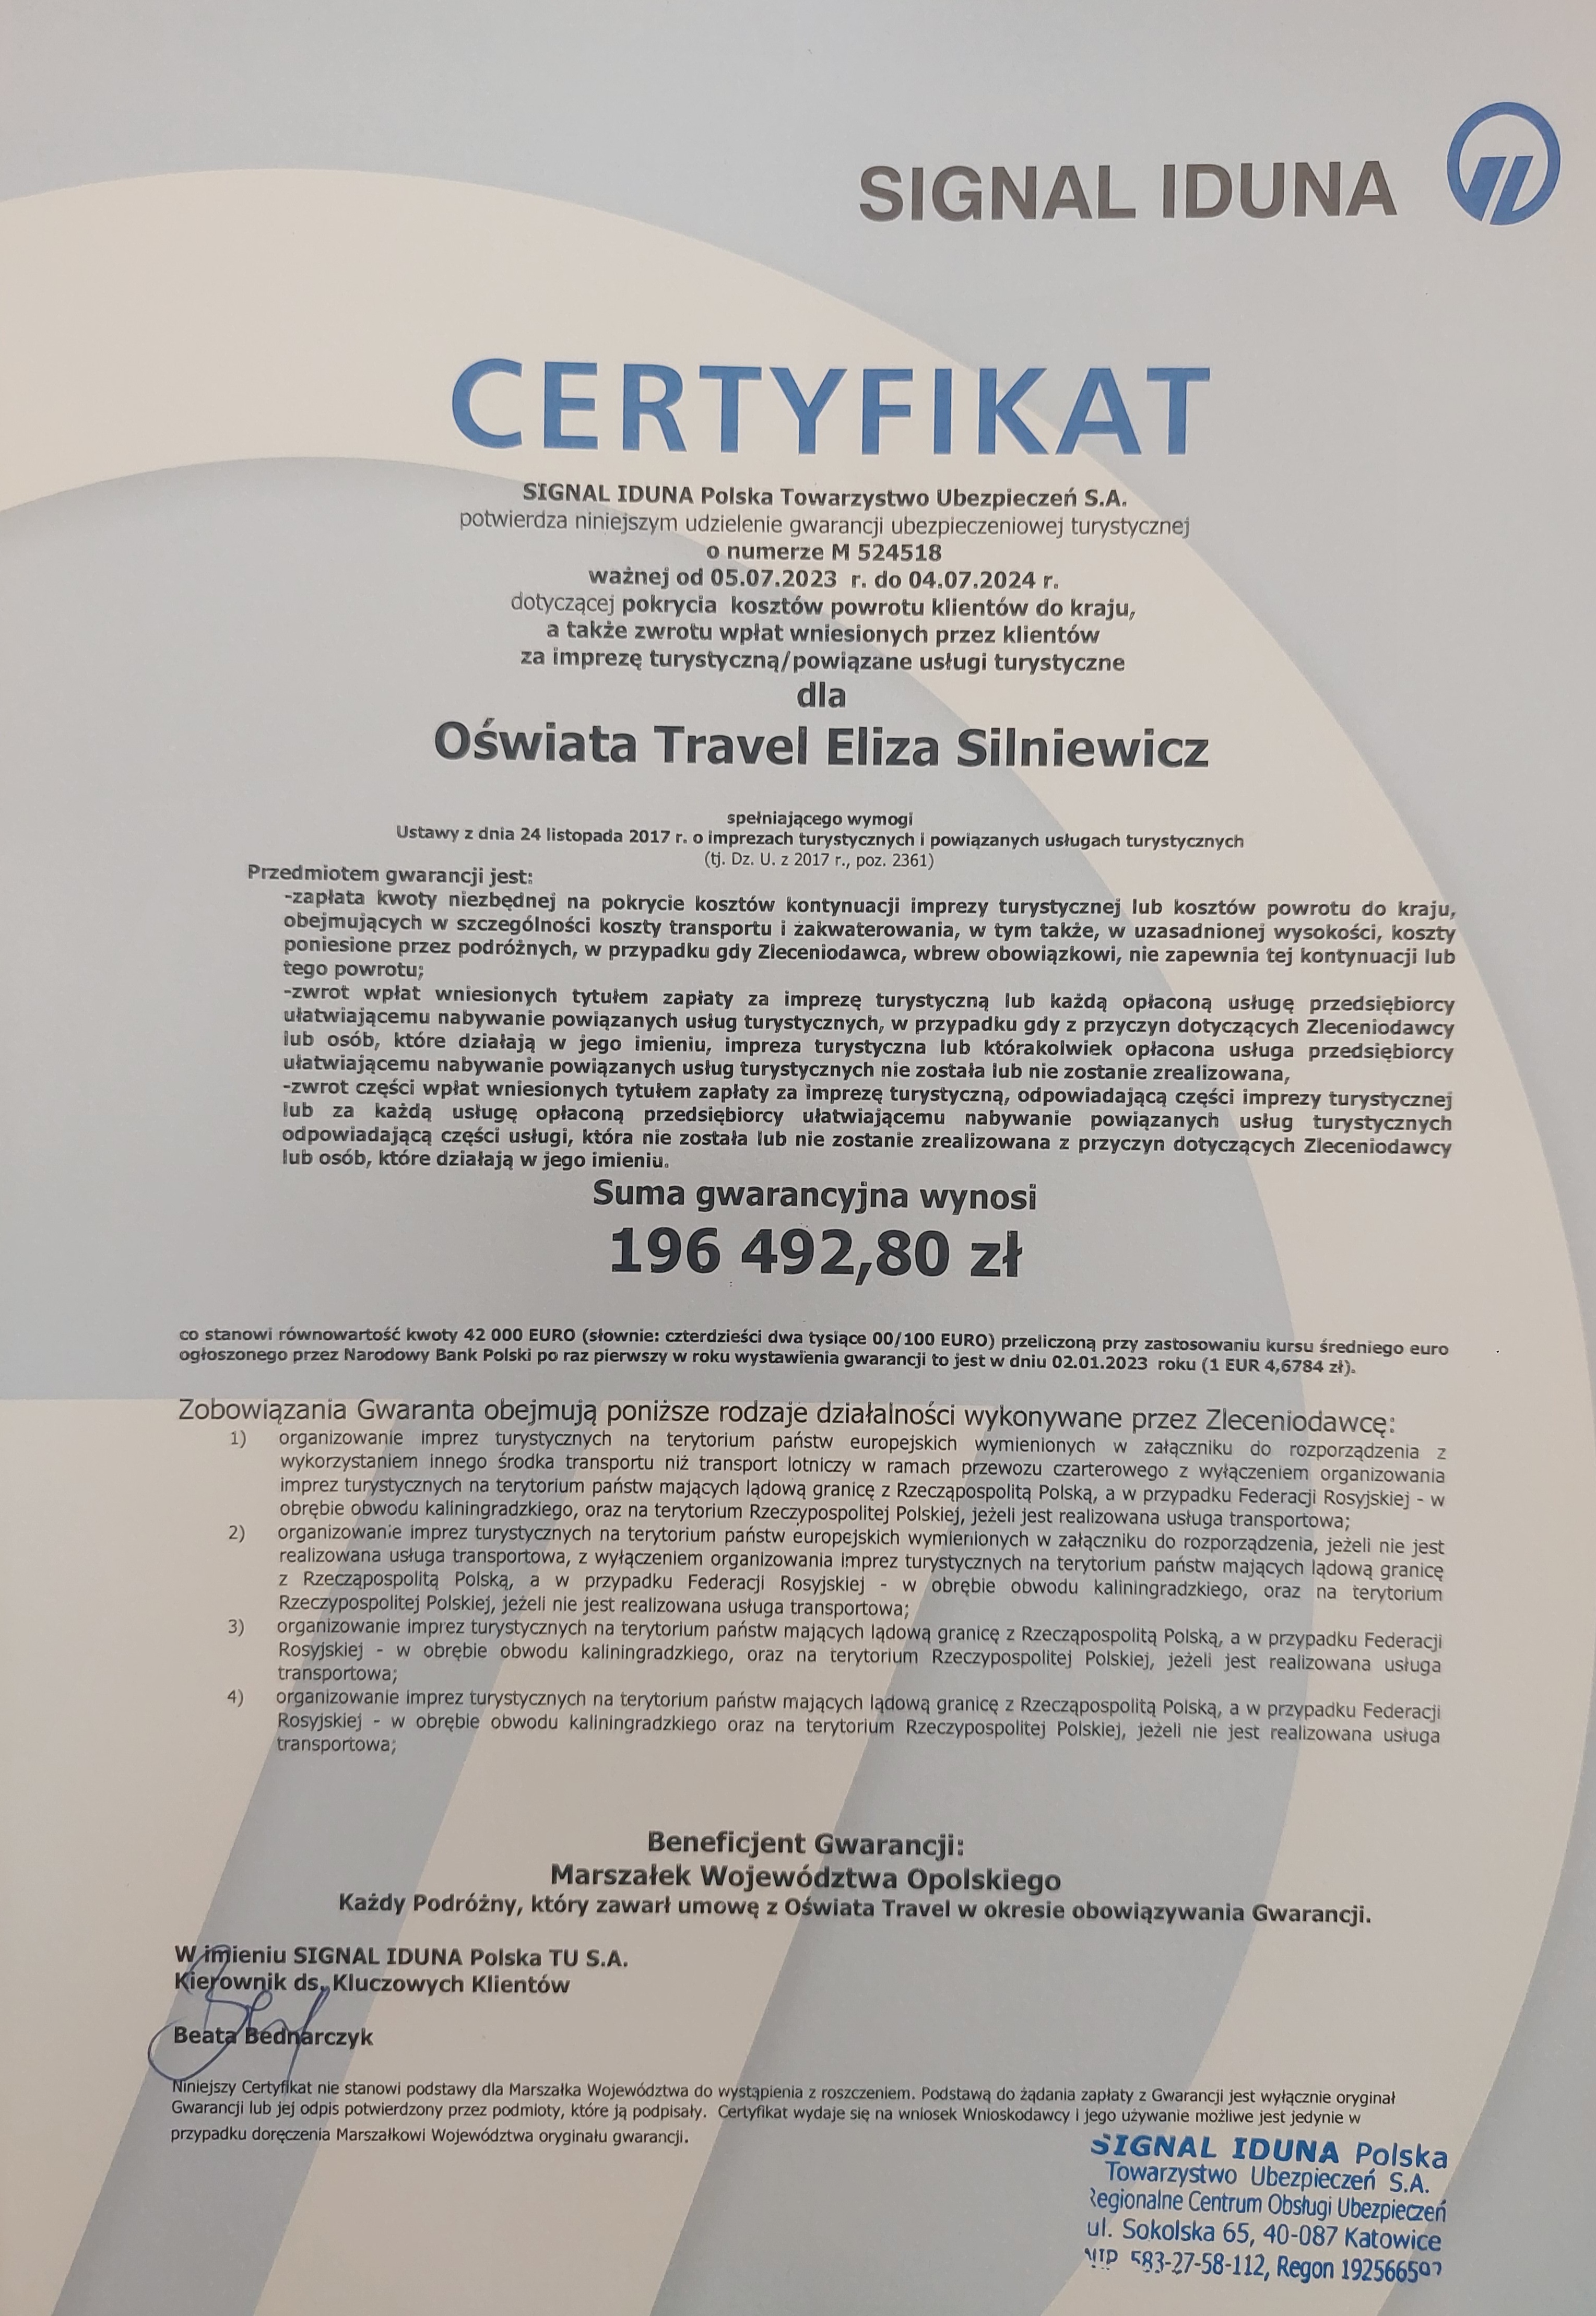 SIGNAL IDUNA
CERTYFIKAT
SIGNAL IDUNA Polska Towarzystwo Ubezpieczeń S.A.
potwierdza niniejszym udzielenie gwarancji ubezpieczeniowej turystycznej
o numerze M 524518
ważnej od 05.07.2023 r. do 04.07.2024 r.
dotyczącej pokrycia kosztów powrotu klientów do kraju,
a także zwrotu wpłat wniesionych przez klientów
za imprezę turystyczną/powiązane usługi turystyczne
dla
Oświata Travel Eliza Silniewicz
spełniającego wymogi
Ustawy z dnia 24 listopada 2017 r. o imprezach turystycznych i powiązanych usługach turystycznych
(tj. Dz. U. z 2017 r., poz. 2361)
Przedmiotem gwarancji jest:
-zapłata kwoty niezbędnej na pokrycie kosztów kontynuacji imprezy turystycznej lub kosztów powrotu do kraju,
obejmujących w szczególności koszty transportu i zakwaterowania, w tym także, w uzasadnionej wysokości, koszty
poniesione przez podróżnych, w przypadku gdy Zleceniodawca, wbrew obowiązkowi, nie zapewnia tej kontynuacji lub
tego powrotu;
-zwrot wpłat wniesionych tytułem zapłaty za imprezę turystyczną lub każdą opłaconą usługę przedsiębiorcy
ułatwiającemu nabywanie powiązanych usług turystycznych, w przypadku gdy z przyczyn dotyczących Zleceniodawcy
lub osób, które działają w jego imieniu, impreza turystyczna lub którakolwiek opłacona usługa przedsiębiorcy
ułatwiającemu nabywanie powiązanych usług turystycznych nie została lub nie zostanie zrealizowana,
-zwrot części wpłat wniesionych tytułem zapłaty za imprezę turystyczną, odpowiadającą części imprezy turystycznej
lub za każdą usługę opłaconą przedsiębiorcy ułatwiającemu nabywanie powiązanych usług turystycznych
odpowiadającą części usługi, która nie została lub nie zostanie zrealizowana z przyczyn dotyczących Zleceniodawcy
lub osób, które działają w jego imieniu.
Suma gwarancyjna wynosi
196 492,80 zł
co stanowi równowartość kwoty 42 000 EURO (słownie: czterdzieści dwa tysiące 00/100 EURO) przeliczoną przy zastosowaniu kursu średniego euro
ogłoszonego przez Narodowy Bank Polski po raz pierwszy w roku wystawienia gwarancji to jest w dniu 02.01.2023 roku (1 EUR 4,6784 zł).
Zobowiązania Gwaranta obejmują poniższe rodzaje działalności wykonywane przez Zleceniodawcę:
1) organizowanie imprez turystycznych na terytorium państw europejskich wymienionych w załączniku do rozporządzenia z
wykorzystaniem innego środka transportu niż transport lotniczy w ramach przewozu czarterowego z wyłączeniem organizowania
imprez turystycznych na terytorium państw mających lądową granicę z Rzecząpospolitą Polską, a w przypadku Federacji Rosyjskiej - w
obrębie obwodu kaliningradzkiego, oraz na terytorium Rzeczypospolitej Polskiej, jeżeli jest realizowana usługa transportowa;
2) organizowanie imprez turystycznych na terytorium państw europejskich wymienionych w załączniku do rozporządzenia, jeżeli nie jest
realizowana usługa transportowa, z wyłączeniem organizowania imprez turystycznych na terytorium państw mających lądową granicę
z Rzecząpospolitą Polską, a w przypadku Federacji Rosyjskiej - w obrębie obwodu kaliningradzkiego, oraz na terytorium
Rzeczypospolitej Polskiej, jeżeli nie jest realizowana usługa transportowa;
3) organizowanie imprez turystycznych na terytorium państw mających lądową granicę z Rzecząpospolitą Polską, a w przypadku Federacji
Rosyjskiej - w obrębie obwodu kaliningradzkiego, oraz na terytorium Rzeczypospolitej Polskiej, jeżeli jest realizowana usługa
transportowa;
4) organizowanie imprez turystycznych na terytorium państw mających lądową granicę z Rzecząpospolitą Polską, a w przypadku Federacji
Rosyjskiej - w obrębie obwodu kaliningradzkiego oraz na terytorium Rzeczypospolitej Polskiej, jeżeli nie jest realizowana usługa
transportowa;
Beneficjent Gwarancji:
Marszałek Województwa Opolskiego
Każdy Podróżny, który zawarł umowę z Oświata Travel w okresie obowiązywania Gwarancji.
W imieniu SIGNAL IDUNA Polska TU S.A.
Kierownik ds. Kluczowych Klientów
Beata Bednarczyk
Niniejszy Certyfikat nie stanowi podstawy dla Marszałka Województwa do wystąpienia z roszczeniem. Podstawą do żądania zapłaty z Gwarancji jest wyłącznie oryginał
Gwarancji lub jej odpis potwierdzony przez podmioty, które ją podpisały. Certyfikat wydaje się na wniosek Wnioskodawcy i jego używanie możliwe jest jedynie w
przypadku doręczenia Marszałkowi Województwa oryginału gwarancji.
SIGNAL IDUNA Polska
Towarzystwo Ubezpieczeń S.A.
Regionalne Centrum Obsługi Ubezpieczeń
ul. Sokolska 65, 40-087 Katowice
NIP 583-27-58-112, Regon